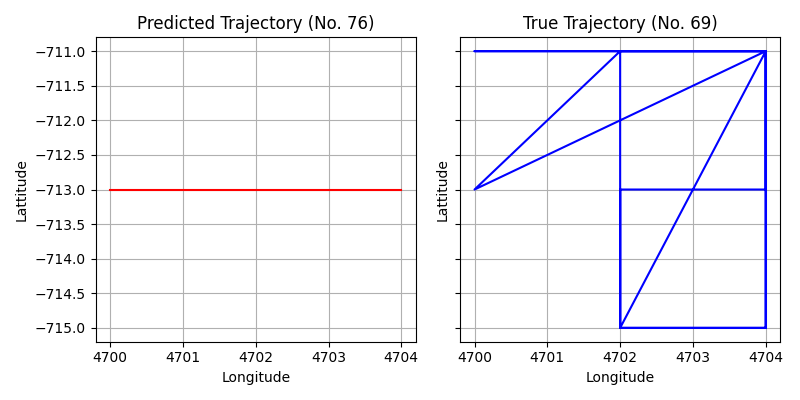 Predicted Trajectory (No. 76)
True Trajectory (No. 69)
Lattitude
−711.0
−711.5
−712.0
−712.5
−713.0
−713.5
−714.0
−714.5
−715.0
4700 4701 4702 4703 4704
Longitude
Lattitude
4700 4701 4702 4703 4704
Longitude